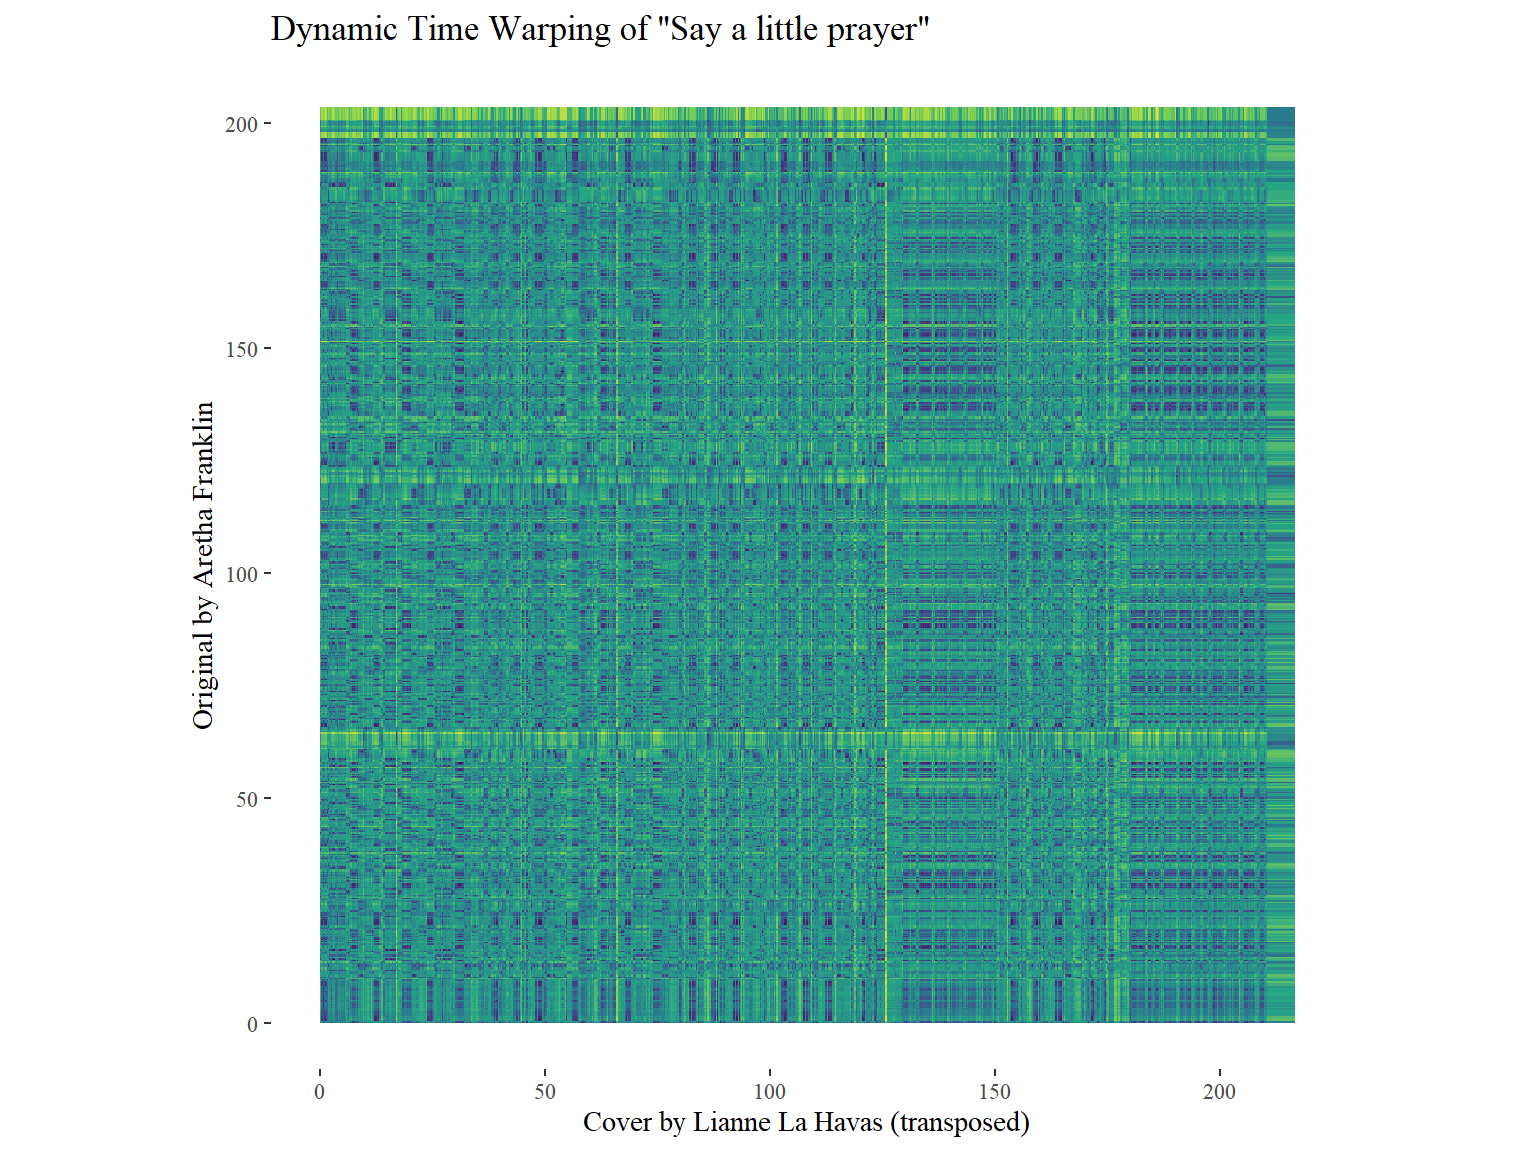 Dynamic Time Warping of "Say a little prayer"
200
150
100
50
0
Original by Aretha Franklin
0 50 100 150 200
Cover by Lianne La Havas (transposed)